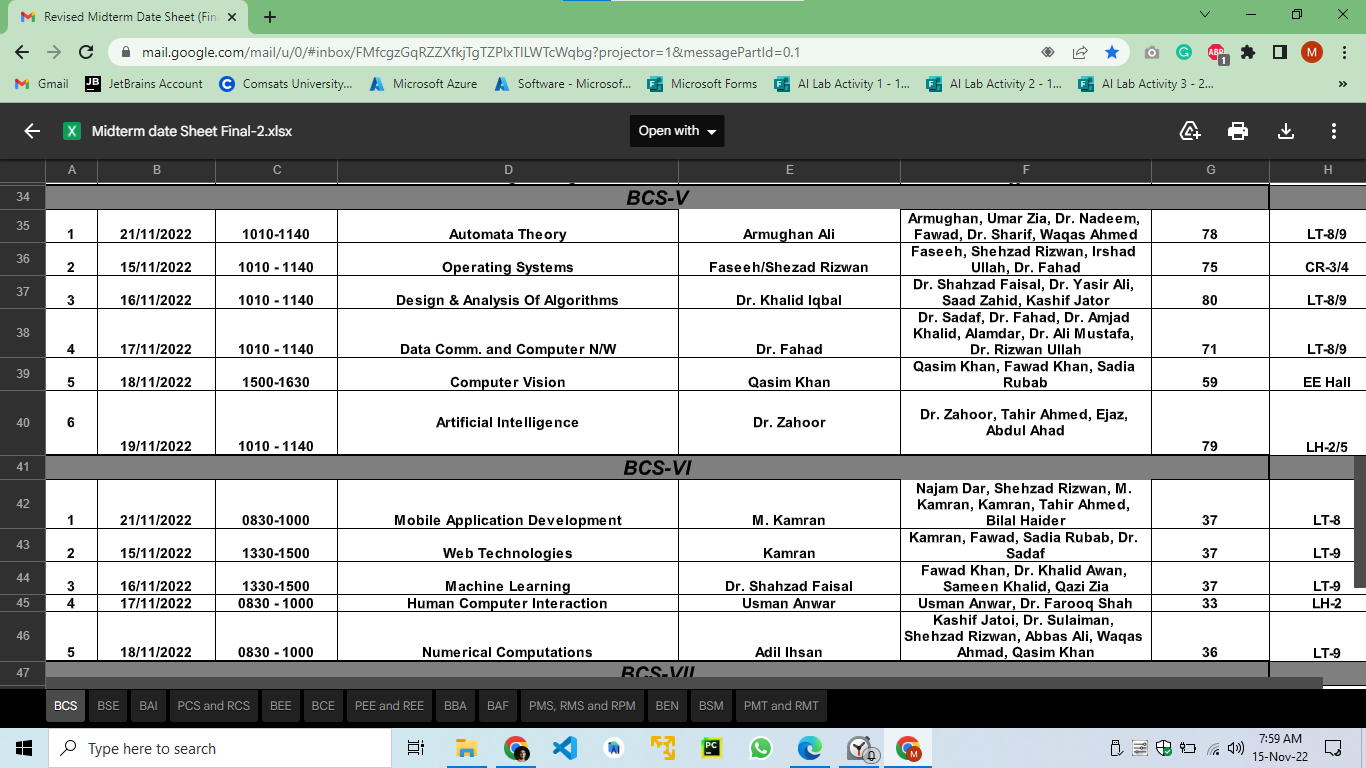 Revised Midterm Date Sheet (Fin
mail.google.com/mail/u/0/#inbox/FMfcgzGqRZZXfkjTgTZPlxTlLWTcWqbg?projector=1&messagePartId=0.1
ABP 1 M
Gmail JetBrains Account Comsats University... Microsoft Azure Software - Microsof... Microsoft Forms AI Lab Activity 1 - 1... AI Lab Activity 2 - 1... AI Lab Activity 3 - 2... »
X Midterm date Sheet Final-2.xlsx Open with
A B C D E F G H
34 BCS-V
35 1 21/11/2022 1010-1140 Automata Theory Armughan Ali Armughan, Umar Zia, Dr. Nadeem, Fawad, Dr. Sharif, Waqas Ahmed 78 LT-8/9
36 2 15/11/2022 1010 - 1140 Operating Systems Faseeh/Shezad Rizwan Faseeh, Shehzad Rizwan, Irshad Ullah, Dr. Fahad 75 CR-3/4
37 3 16/11/2022 1010 - 1140 Design & Analysis Of Algorithms Dr. Khalid Iqbal Dr. Shahzad Faisal, Dr. Yasir Ali, Saad Zahid, Kashif Jator 80 LT-8/9
38 4 17/11/2022 1010 - 1140 Data Comm. and Computer N/W Dr. Fahad Dr. Sadaf, Dr. Fahad, Dr. Amjad Khalid, Alamdar, Dr. Ali Mustafa, Dr. Rizwan Ullah 71 LT-8/9
39 5 18/11/2022 1500-1630 Computer Vision Qasim Khan Qasim Khan, Fawad Khan, Sadia Rubab 59 EE Hall
40 6 19/11/2022 1010 - 1140 Artificial Intelligence Dr. Zahoor Dr. Zahoor, Tahir Ahmed, Ejaz, Abdul Ahad 79 LH-2/5
41 BCS-VI
42 1 21/11/2022 0830-1000 Mobile Application Development M. Kamran Najam Dar, Shehzad Rizwan, M. Kamran, Kamran, Tahir Ahmed, Bilal Haider 37 LT-8
43 2 15/11/2022 1330-1500 Web Technologies Kamran Kamran, Fawad, Sadia Rubab, Dr. Sadaf 37 LT-9
44 3 16/11/2022 1330-1500 Machine Learning Dr. Shahzad Faisal Fawad Khan, Dr. Khalid Awan, Sameen Khalid, Qazi Zia 37 LT-9
45 4 17/11/2022 0830 - 1000 Human Computer Interaction Usman Anwar Usman Anwar, Dr. Farooq Shah 33 LH-2
46 5 18/11/2022 0830 - 1000 Numerical Computations Adil Ihsan Kashif Jatoi, Dr. Sulaiman, Shehzad Rizwan, Abbas Ali, Waqas Ahmad, Qasim Khan 36 LT-9
47 BCS-VII
BCS BSE BAI PCS and RCS BEE BCE PEE and REE BBA BAF PMS, RMS and RPM BEN BSM PMT and RMT
Type here to search 7:59 AM
15-Nov-22